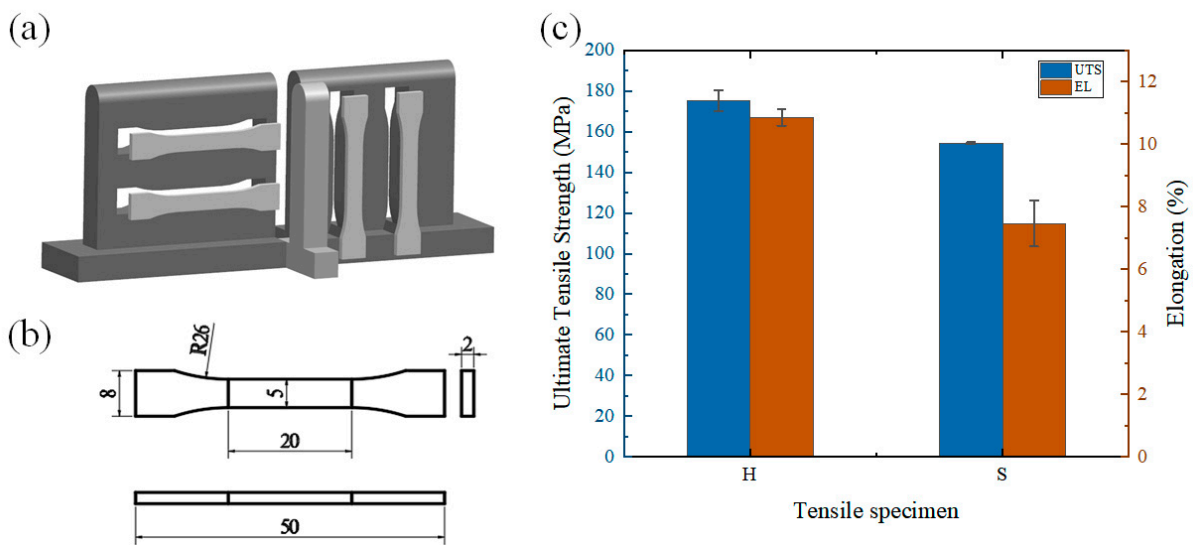 (a)
(b)
R26
8
5
2
20
50
(c)
Ultimate Tensile Strength (MPa)
200
180
160
140
120
100
80
60
40
20
0
UTS
EL
12
10
8
6
4
2
0
Elongation (%)
H
S
Tensile specimen